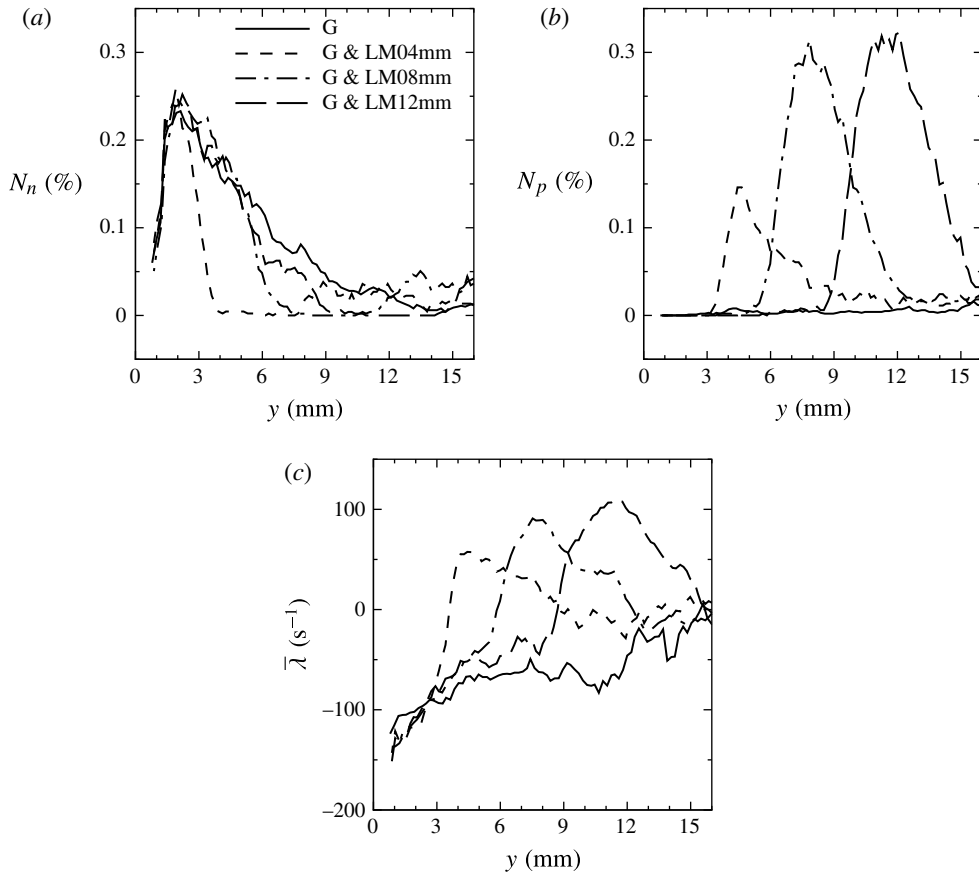 (a)
G
G & LM04mm
G & LM08mm
G & LM12mm
0.3
0.2
0.1
0
N_n (%)
0 3 6 9 12 15
y (mm)
(b)
0.3
0.2
0.1
0
N_p (%)
0 3 6 9 12 15
y (mm)
(c)
100
0
–100
–200
λ̄ (s⁻¹)
0 3 6 9 12 15
y (mm)